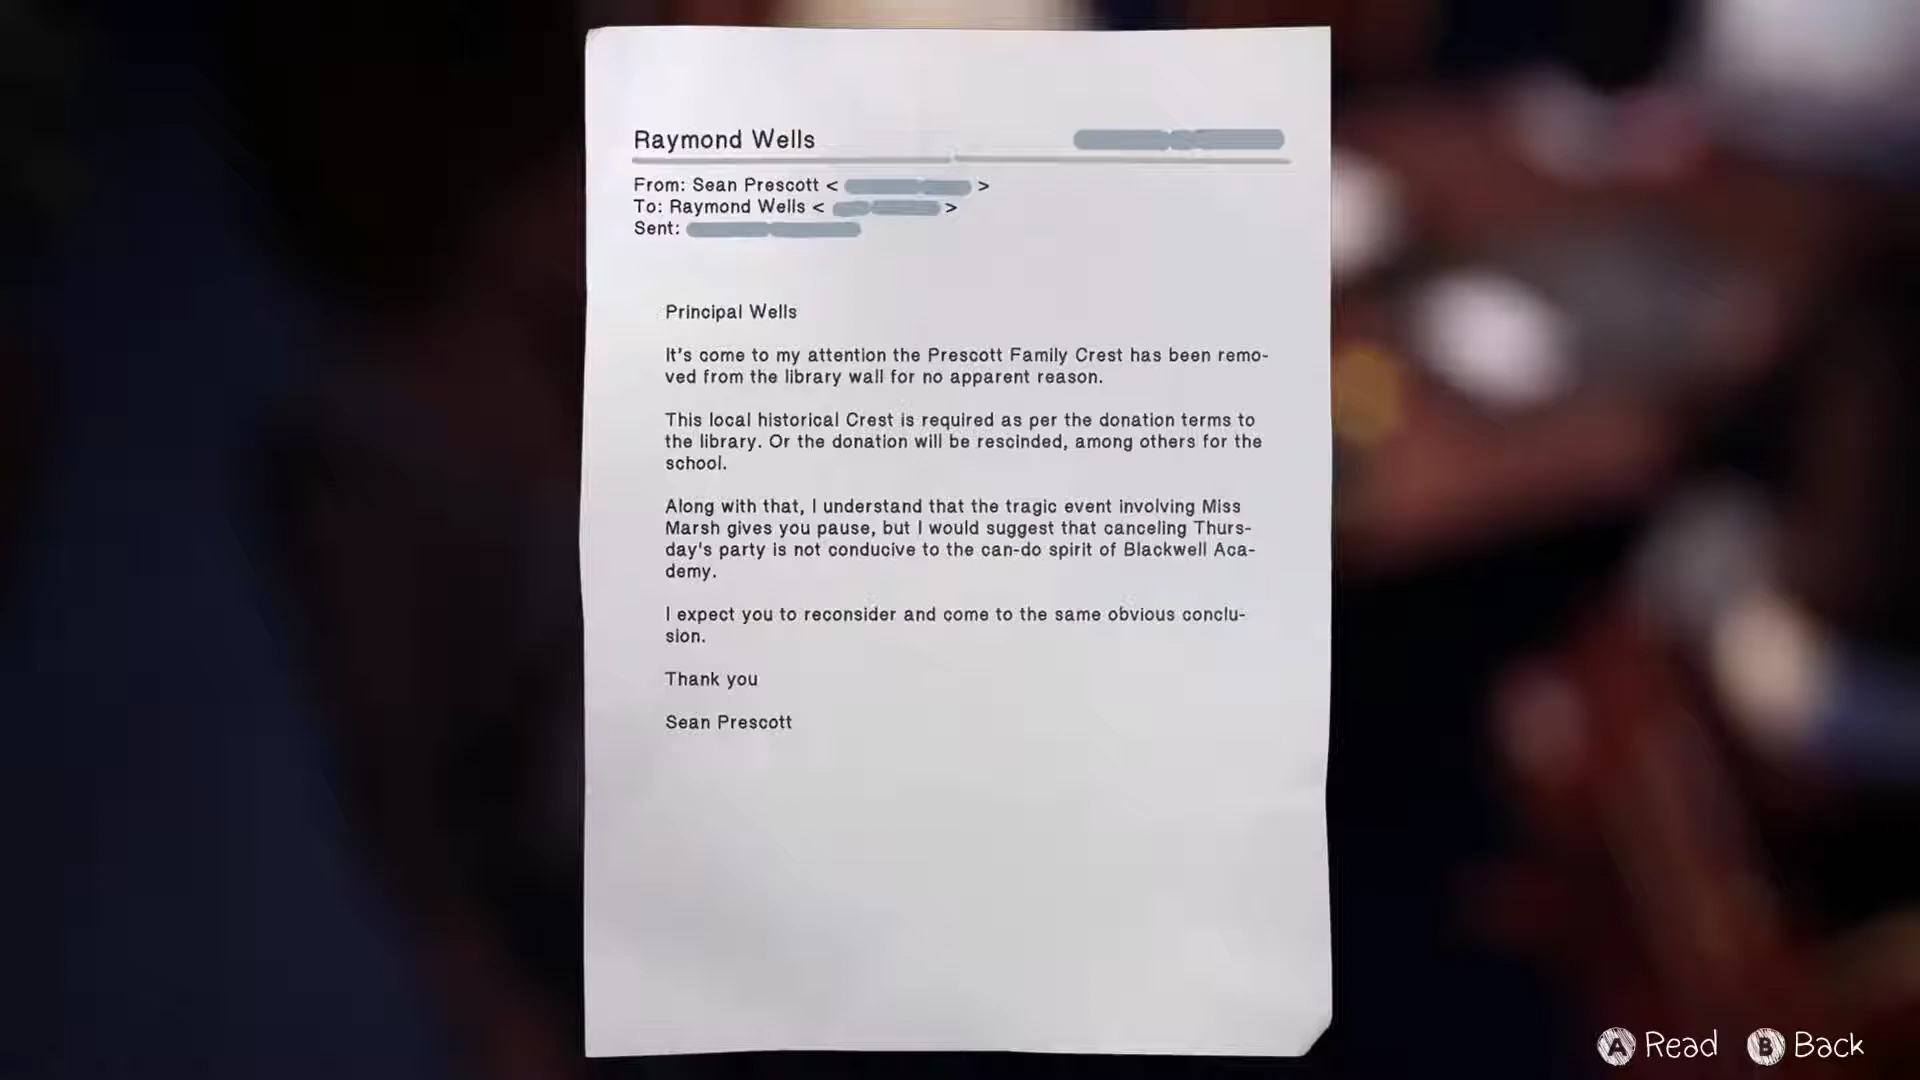 Raymond Wells
From: Sean Prescott < >
To: Raymond Wells < >
Sent:
Principal Wells
It's come to my attention the Prescott Family Crest has been remo-
ved from the library wall for no apparent reason.
This local historical Crest is required as per the donation terms to
the library. Or the donation will be rescinded, among others for the
school.
Along with that, I understand that the tragic event involving Miss
Marsh gives you pause, but I would suggest that canceling Thurs-
day's party is not conducive to the can-do spirit of Blackwell Aca-
demy.
I expect you to reconsider and come to the same obvious conclu-
sion.
Thank you
Sean Prescott
A Read B Back